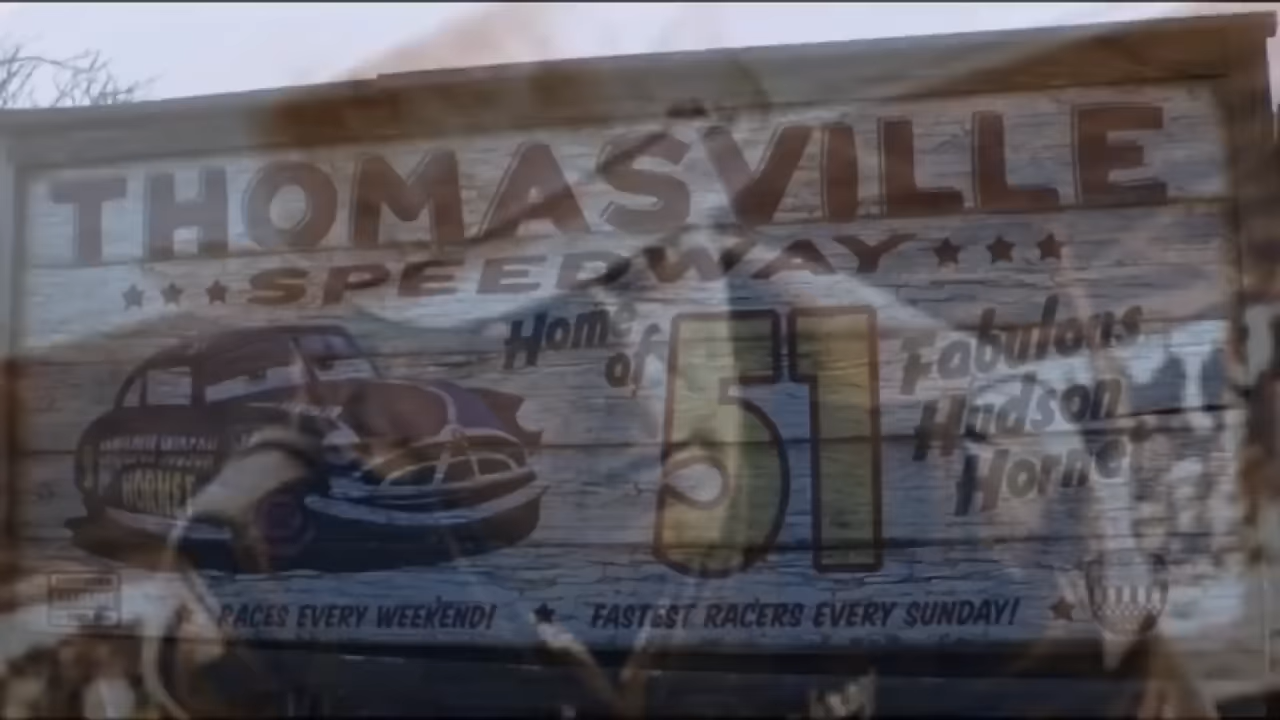 THOMASVILLE
SPEEDWAY
Home
of
51
Fabulous
Hudson
Hornet
HORNET
RACES EVERY WEEKEND!
FASTEST RACERS EVERY SUNDAY!